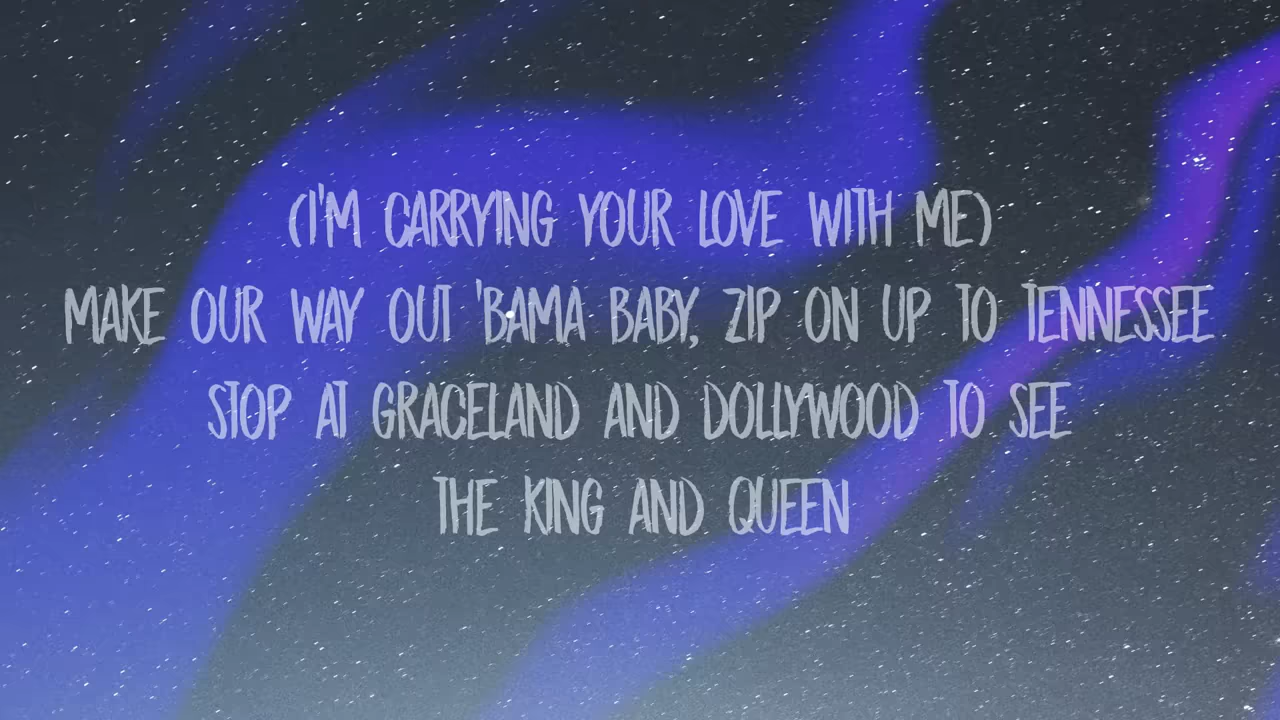 (I'M CARRYING YOUR LOVE WITH ME)
MAKE OUR WAY OUT 'BAMA BABY, ZIP ON UP TO TENNESSEE
STOP AT GRACELAND AND DOLLYWOOD TO SEE
THE KING AND QUEEN